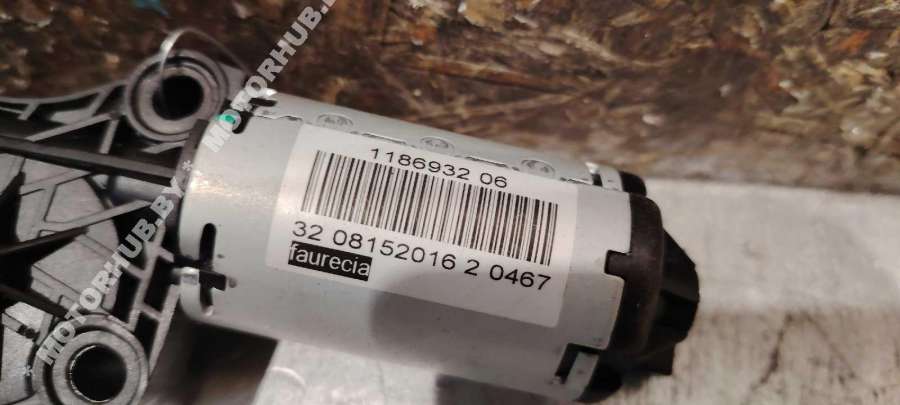 1186932 06
32 08152016 2 0467
faurecia
MOTORHUB.BY * MOTORHUB.BY *